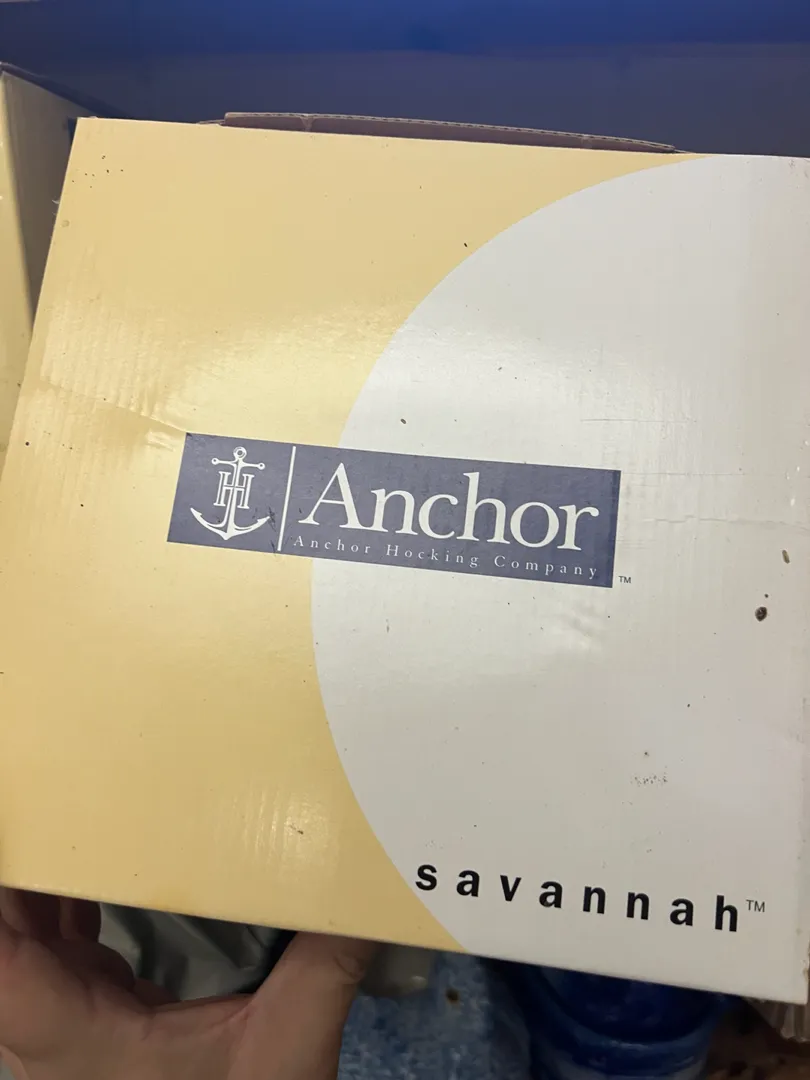 H
Anchor
Anchor Hocking Company
TM
savannah™